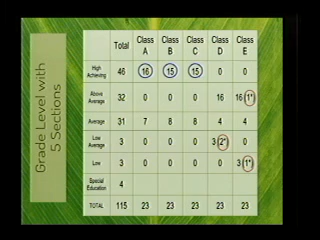 Grade Level with
5 Sections
Total Class A Class B Class C Class D Class E
High Achieving 46 16 15 15 0 0
Above Average 32 0 0 0 16 16 1*
Average 31 7 8 8 4 4
Low Average 3 0 0 0 3 2* 0
Low 3 0 0 0 0 3 1*
Special Education 4
TOTAL 115 23 23 23 23 23